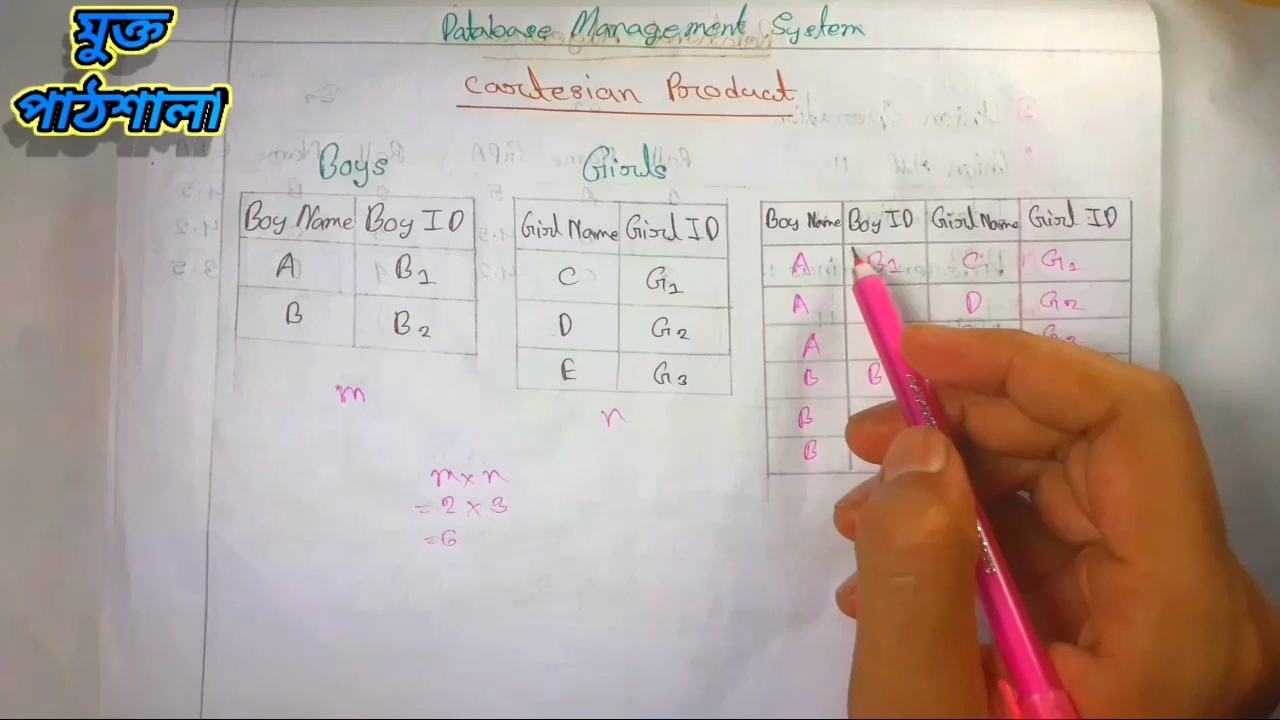 মুক্ত
পাঠশালা
Database Management System
Cartesian Product
Boys
Boy Name Boy ID
A B1
B B2
m
Girls
Girl Name Girl ID
C G1
D G2
E G3
n
m x n
= 2 x 3
= 6
Boy Name Boy ID Girl Name Girl ID
A B1 C G1
A D G2
A
B B
B
B